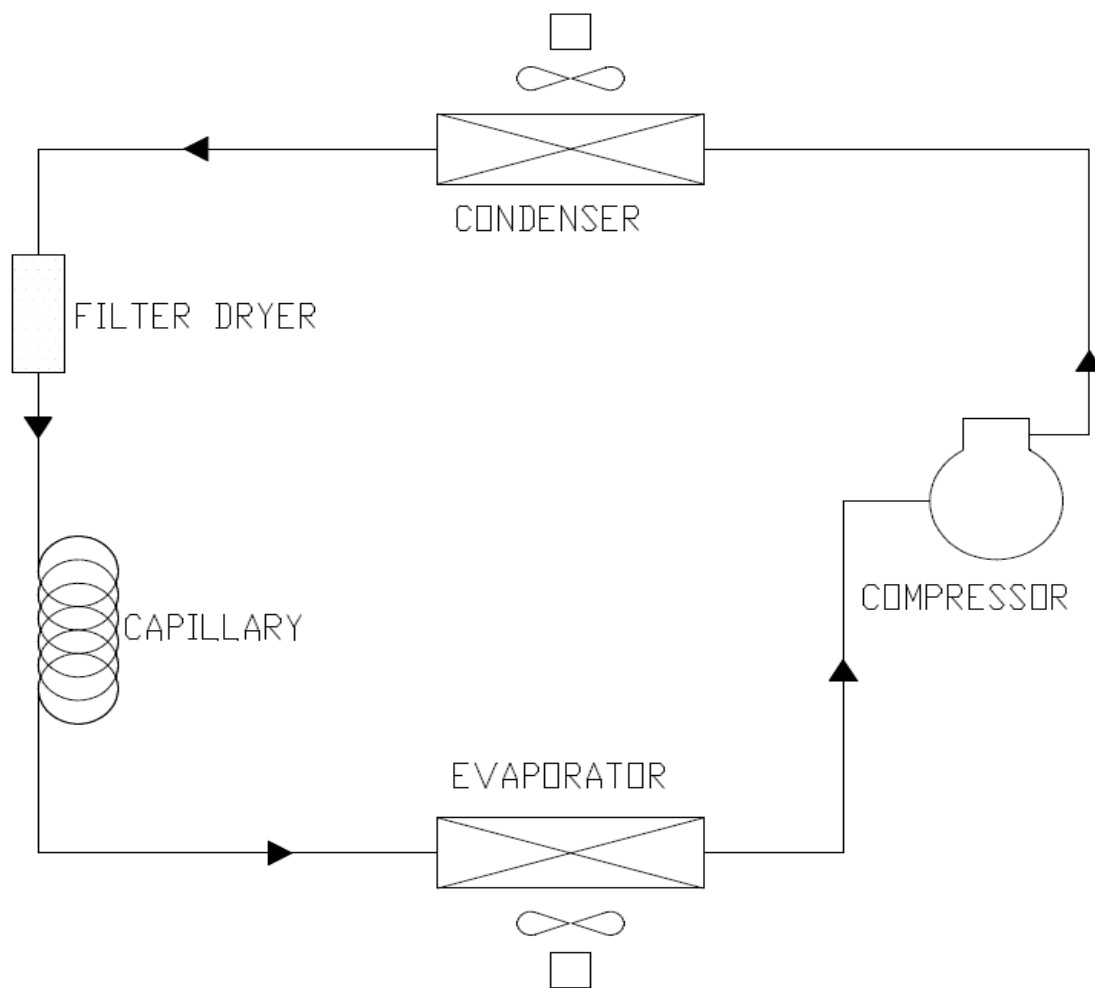 CONDENSER
FILTER DRYER
COMPRESSOR
CAPILLARY
EVAPORATOR